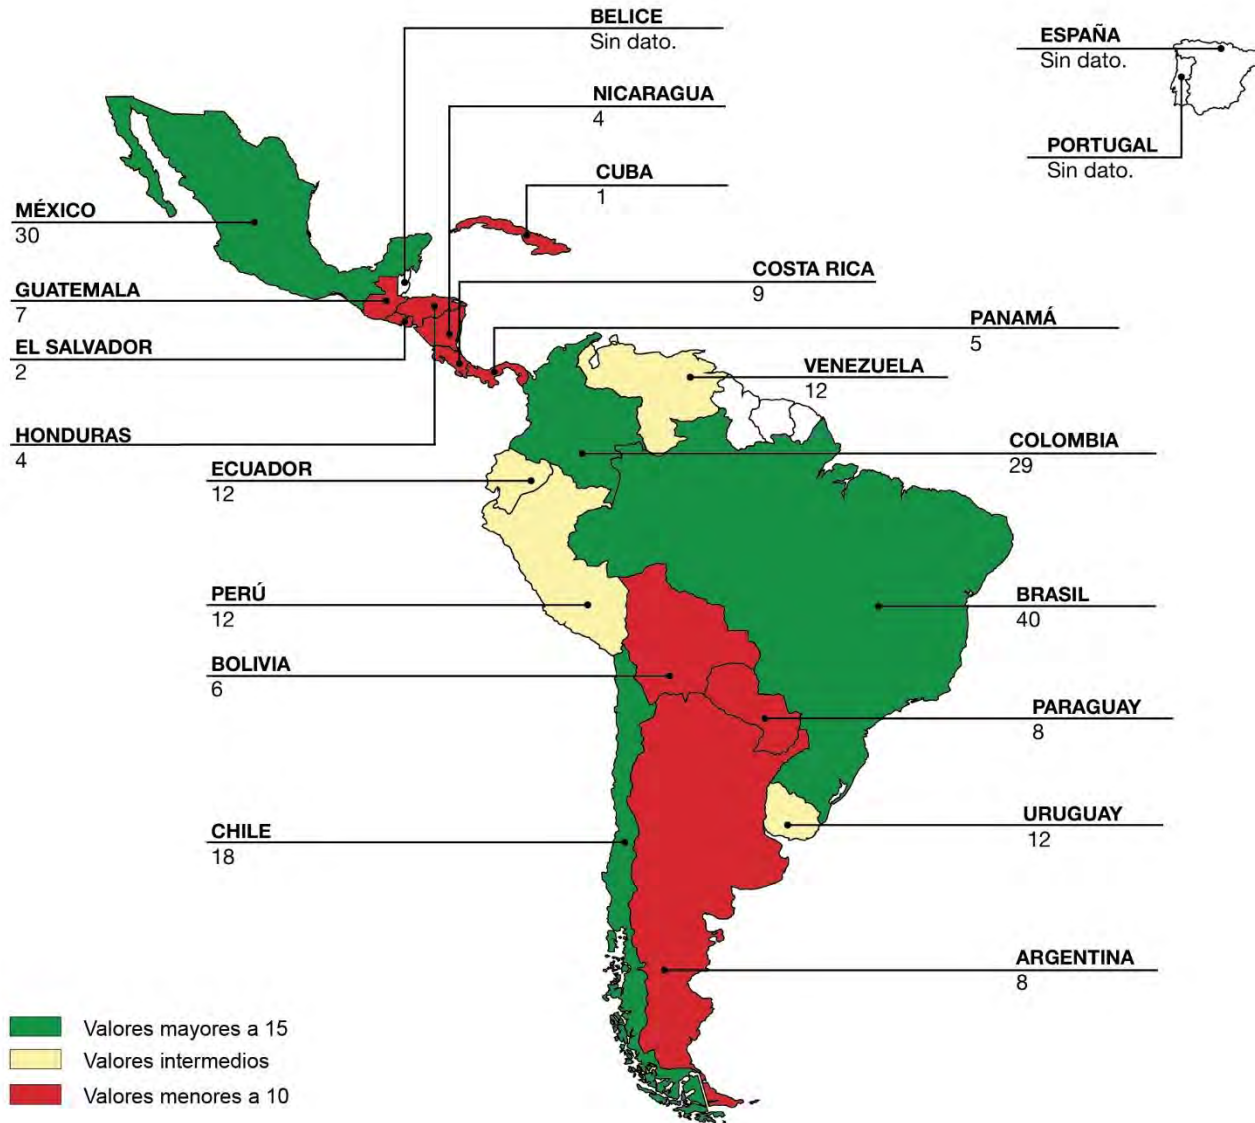 BELICE
Sin dato.
ESPAÑA
Sin dato.
NICARAGUA
4
PORTUGAL
Sin dato.
CUBA
1
MÉXICO
30
COSTA RICA
9
GUATEMALA
7
PANAMÁ
5
EL SALVADOR
2
VENEZUELA
12
HONDURAS
4
COLOMBIA
29
ECUADOR
12
PERÚ
12
BRASIL
40
BOLIVIA
6
PARAGUAY
8
URUGUAY
12
CHILE
18
ARGENTINA
8
Valores mayores a 15
Valores intermedios
Valores menores a 10